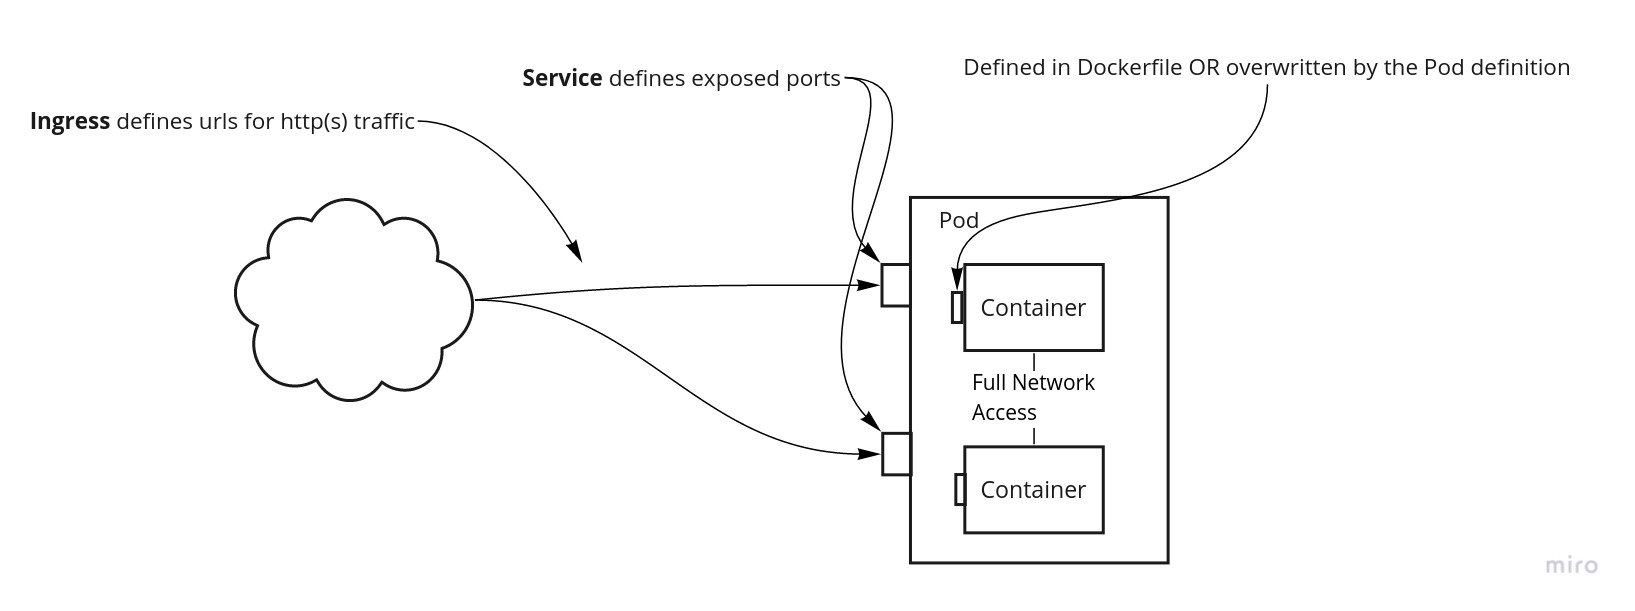 Defined in Dockerfile OR overwritten by the Pod definition
Service defines exposed ports
Ingress defines urls for http(s) traffic
Pod
Container
Full Network
Access
Container
miro